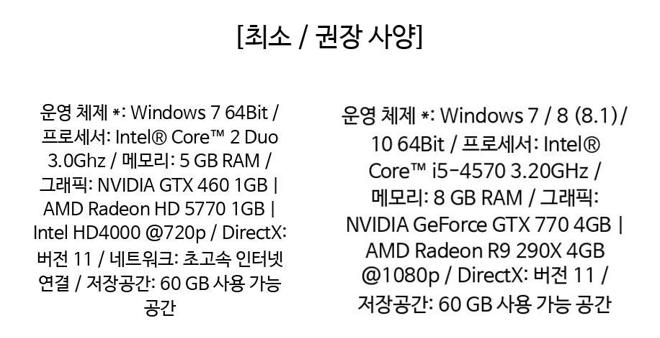 [최소 / 권장 사양]
운영 체제 *: Windows 7 64Bit /
프로세서: Intel® Core™ 2 Duo
3.0Ghz / 메모리: 5 GB RAM /
그래픽: NVIDIA GTX 460 1GB |
AMD Radeon HD 5770 1GB |
Intel HD4000 @720p / DirectX:
버전 11 / 네트워크: 초고속 인터넷
연결 / 저장공간: 60 GB 사용 가능
공간
운영 체제 *: Windows 7 / 8 (8.1) /
10 64Bit / 프로세서: Intel®
Core™ i5-4570 3.20GHz /
메모리: 8 GB RAM / 그래픽:
NVIDIA GeForce GTX 770 4GB |
AMD Radeon R9 290X 4GB
@1080p / DirectX: 버전 11 /
저장공간: 60 GB 사용 가능 공간